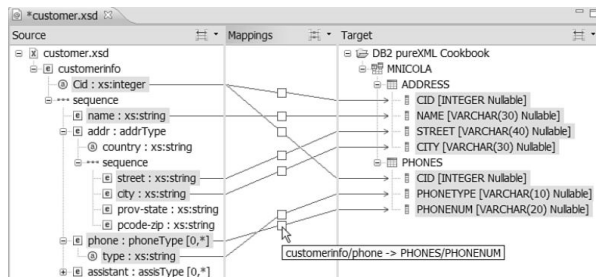 *customer.xsd
Source
Mappings
Target
customer.xsd
customerinfo
Cid : xs:integer
sequence
name : xs:string
addr : addrType
country : xs:string
sequence
street : xs:string
city : xs:string
prov-state : xs:string
pcode-zip : xs:string
phone : phoneType [0,*]
type : xs:string
assistant : assisType [0,*]
DB2 pureXML Cookbook
MNICOLA
ADDRESS
CID [INTEGER Nullable]
NAME [VARCHAR(30) Nullable]
STREET [VARCHAR(40) Nullable]
CITY [VARCHAR(30) Nullable]
PHONES
CID [INTEGER Nullable]
PHONETYPE [VARCHAR(10) Nullable]
PHONENUM [VARCHAR(20) Nullable]
customerinfo/phone -> PHONES/PHONENUM